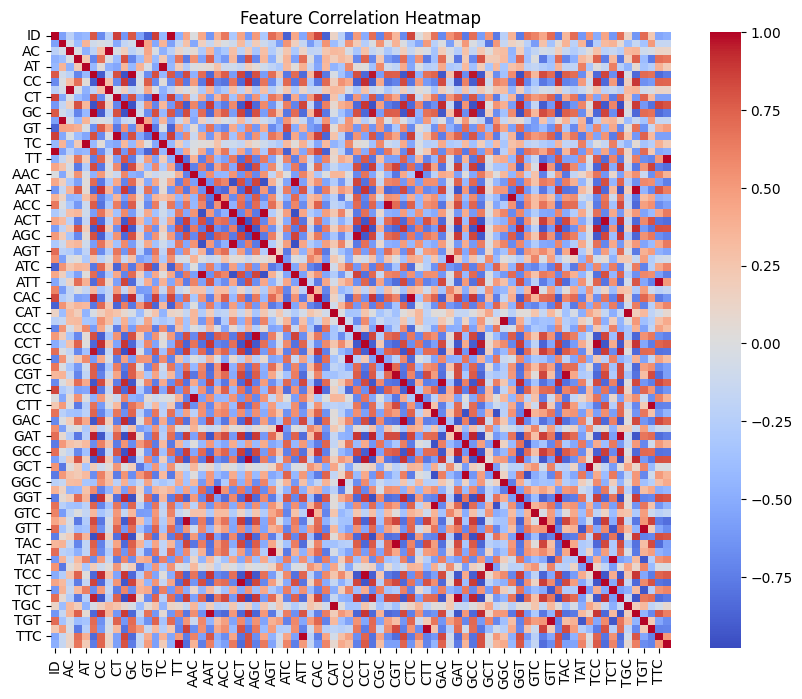 Feature Correlation Heatmap
ID
AC
AT
CC
CT
GC
GT
TC
TT
AAC
AAT
ACC
ACT
AGC
AGT
ATC
ATT
CAC
CAT
CCC
CCT
CGC
CGT
CTC
CTT
GAC
GAT
GCC
GCT
GGC
GGT
GTC
GTT
TAC
TAT
TCC
TCT
TGC
TGT
TTC
ID
AC
AT
CC
CT
GC
GT
TC
TT
AAC
AAT
ACC
ACT
AGC
AGT
ATC
ATT
CAC
CAT
CCC
CCT
CGC
CGT
CTC
CTT
GAC
GAT
GCC
GCT
GGC
GGT
GTC
GTT
TAC
TAT
TCC
TCT
TGC
TGT
TTC
1.00
0.75
0.50
0.25
0.00
−0.25
−0.50
−0.75